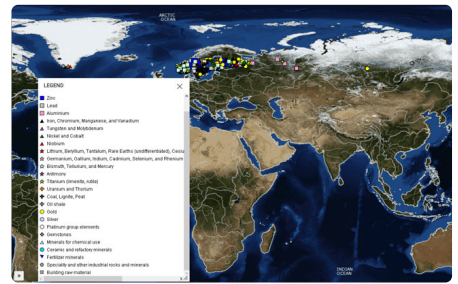 ARCTIC
OCEAN
LEGEND
Zinc
Lead
Aluminium
Iron, Chromium, Manganese, and Vanadium
Tungsten and Molybdenum
Nickel and Cobalt
Niobium
Lithium, Beryllium, Tantalum, Rare Earths (undifferentiated), Cesiu
Germanium, Gallium, Indium, Cadmium, Selenium, and Rhenium
Bismuth, Tellurium, and Mercury
Antimony
Titanium (ilmenite, rutile)
Uranium and Thorium
Coal, Lignite, Peat
Oil shale
Gold
Silver
Platinum group elements
Gemstones
Minerals for chemical use
Ceramic and refactory minerals
Fertilizer minerals
Speciality and other industrial rocks and minerals
Building raw material
INDIAN
OCEAN